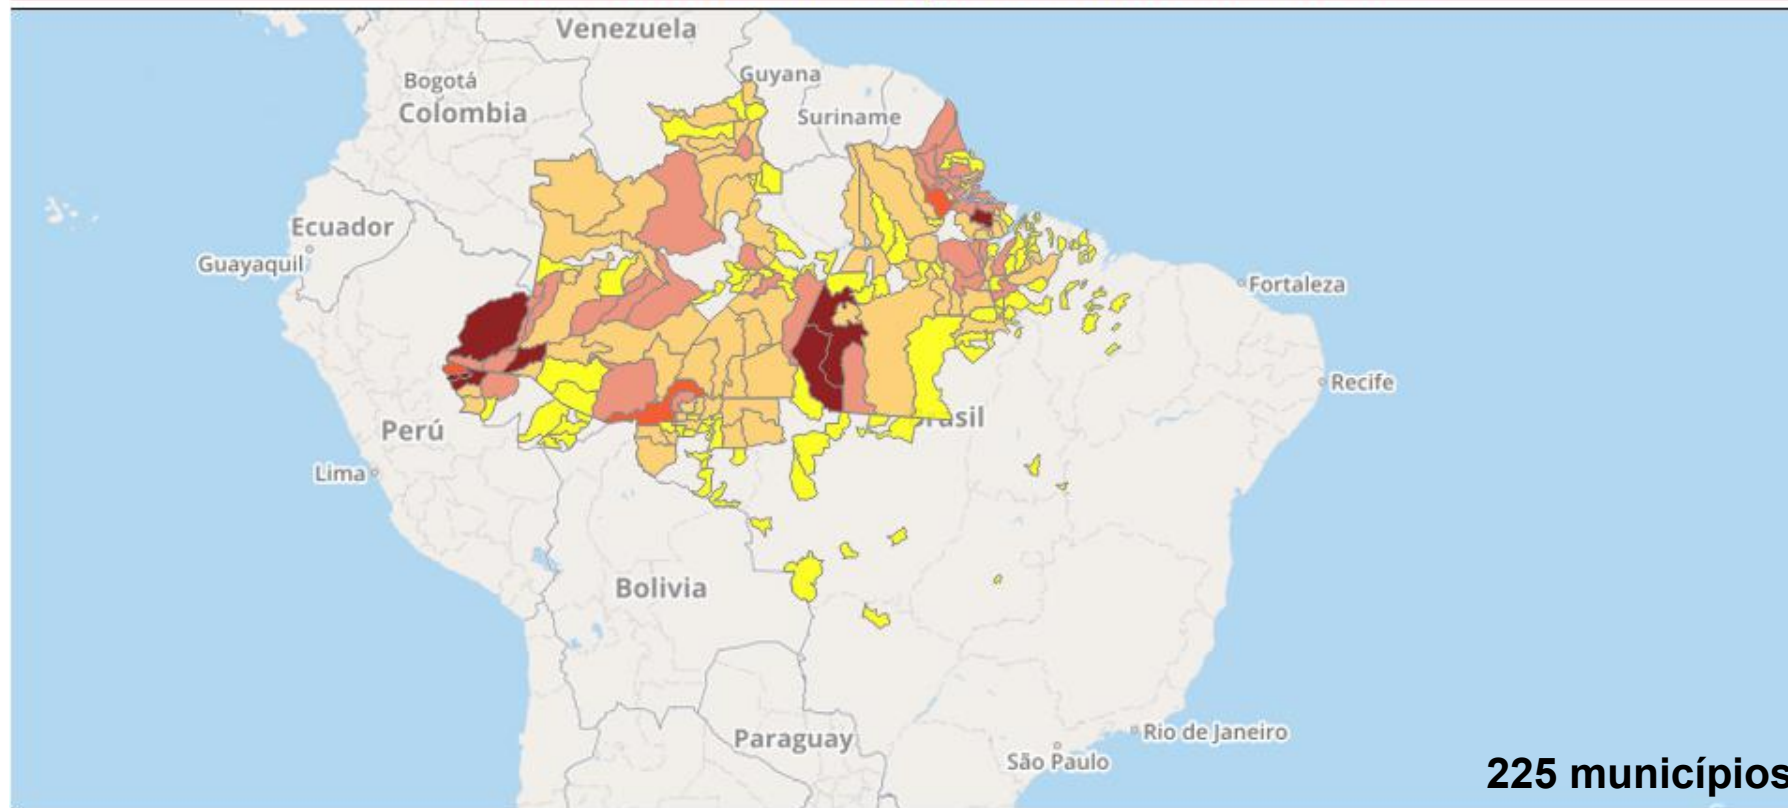 Venezuela
Guyana
Bogotá
Colombia
Suriname
Ecuador
Guayaquil
Fortaleza
Recife
Brasil
Perú
Lima
Bolivia
Rio de Janeiro
Paraguay
São Paulo
225 municípios